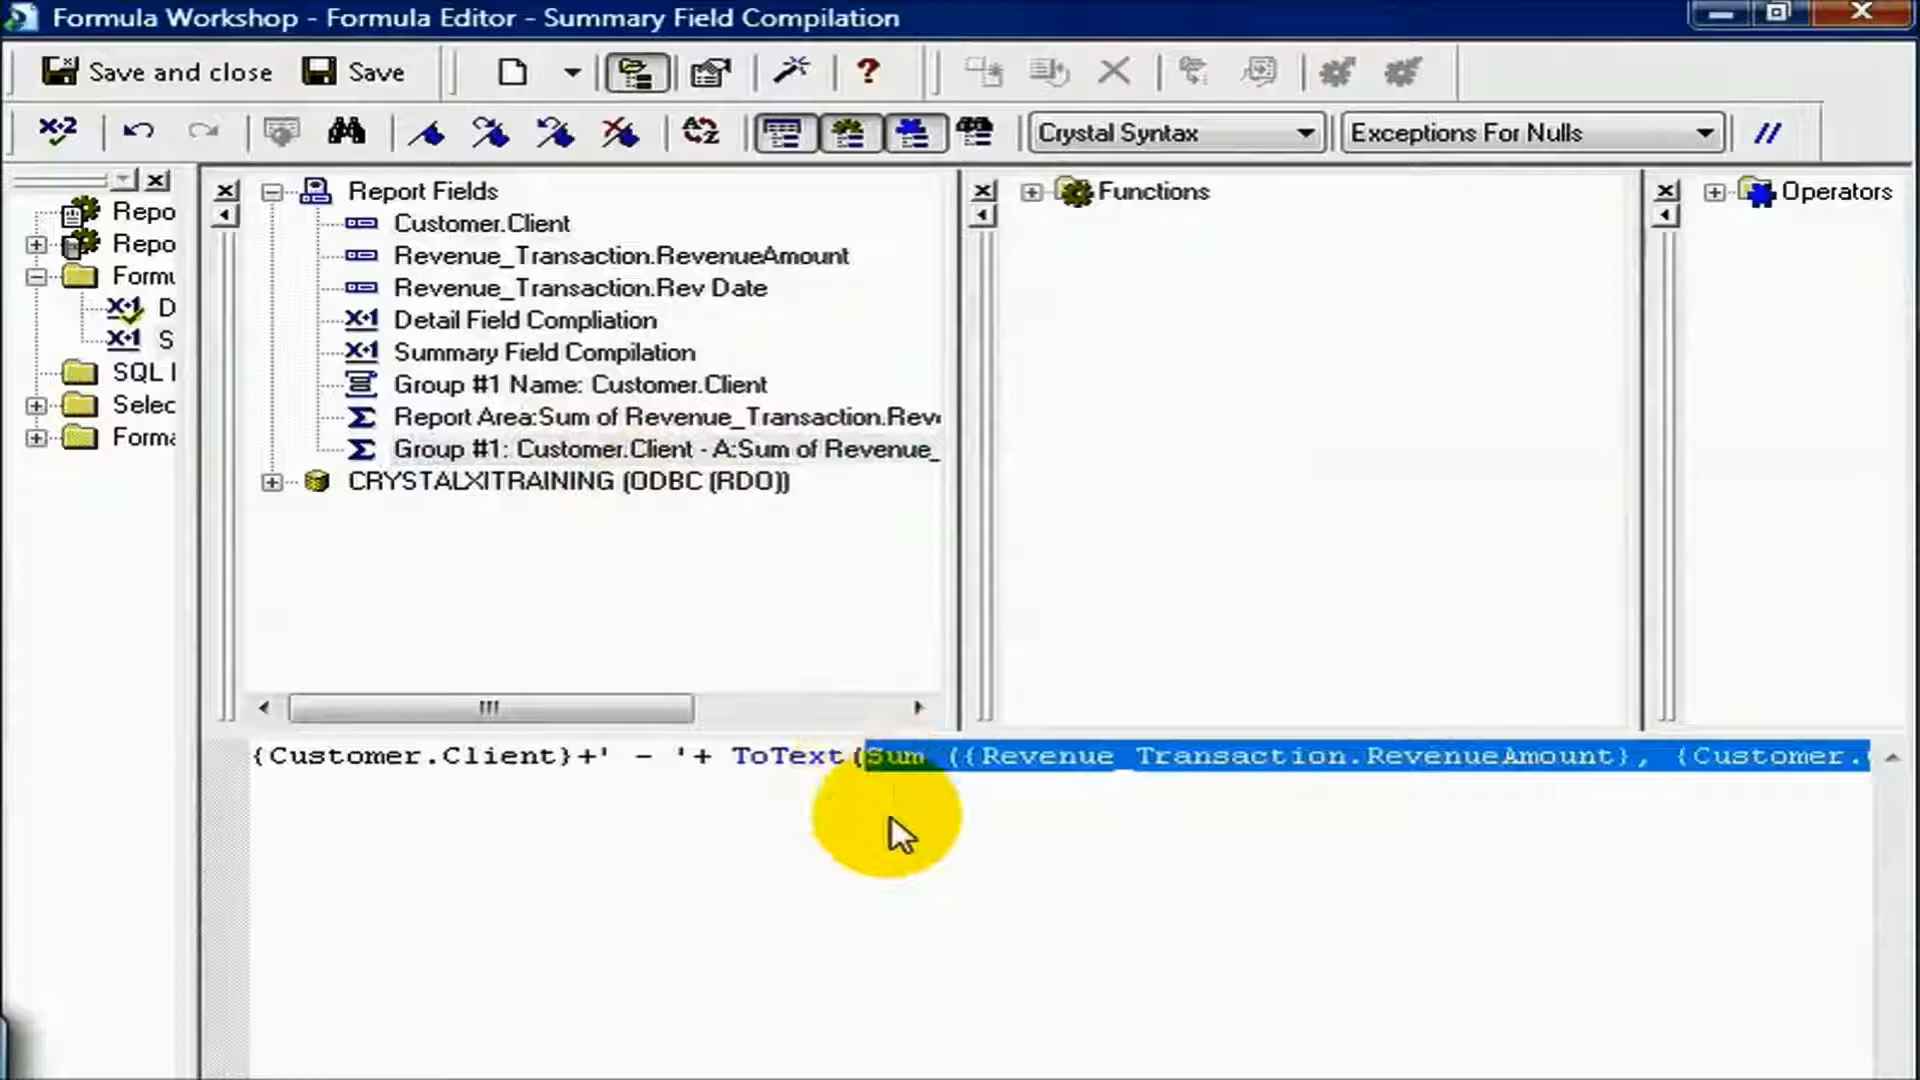 Formula Workshop - Formula Editor - Summary Field Compilation
Save and close Save
Crystal Syntax Exceptions For Nulls //
Repo
Repo
Formu
D
S
SQL
Selec
Forma
Report Fields
Customer.Client
Revenue_Transaction.RevenueAmount
Revenue_Transaction.Rev Date
Detail Field Compliation
Summary Field Compilation
Group #1 Name: Customer.Client
Report Area:Sum of Revenue_Transaction.Reve
Group #1: Customer.Client - A:Sum of Revenue_
CRYSTALXITRAINING (ODBC (RDO))
Functions
Operators
{Customer.Client}+' - '+ ToText(Sum ({Revenue_Transaction.RevenueAmount}, {Customer.